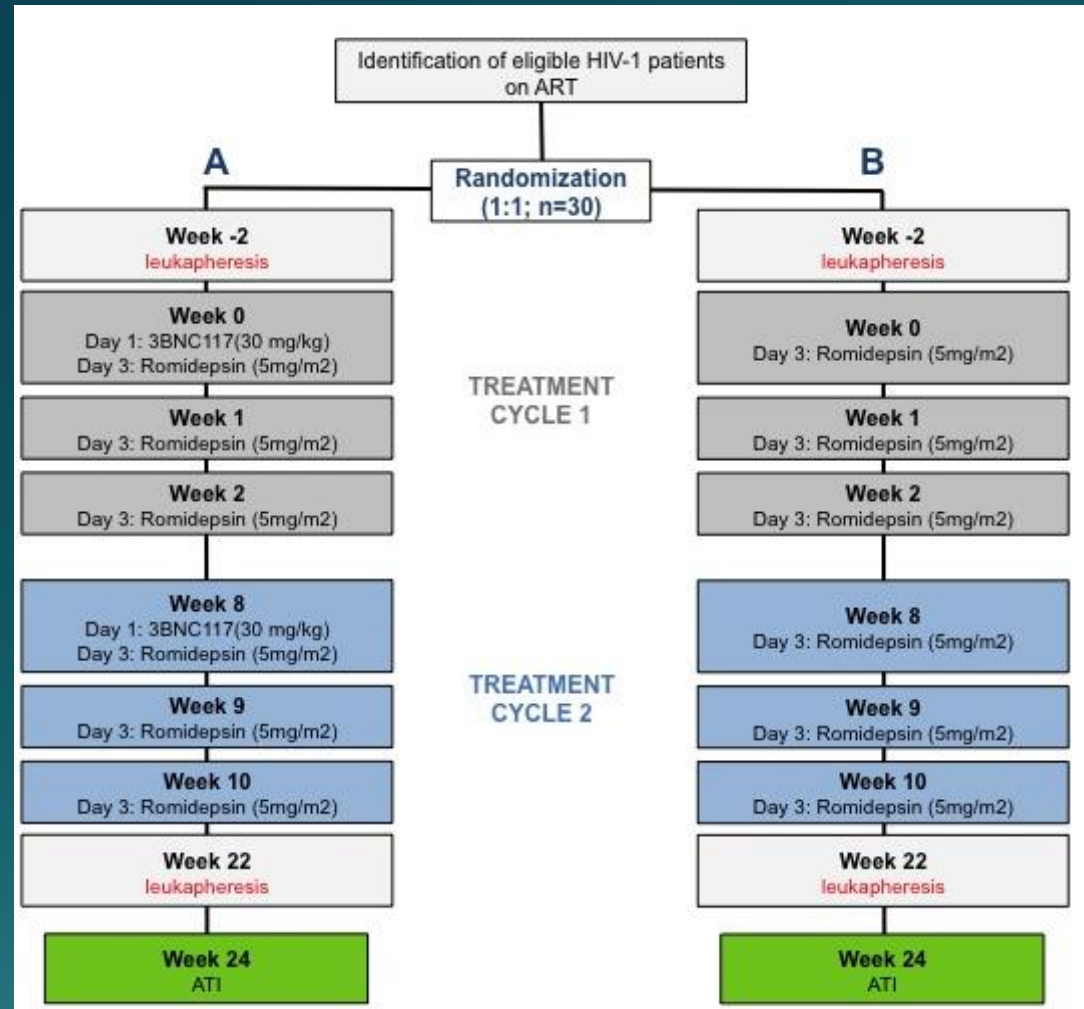 Identification of eligible HIV-1 patients
on ART
A
B
Randomization
(1:1; n=30)
Week -2
leukapheresis
Week 0
Day 1: 3BNC117(30 mg/kg)
Day 3: Romidepsin (5mg/m2)
Week 1
Day 3: Romidepsin (5mg/m2)
Week 2
Day 3: Romidepsin (5mg/m2)
Week 8
Day 1: 3BNC117(30 mg/kg)
Day 3: Romidepsin (5mg/m2)
Week 9
Day 3: Romidepsin (5mg/m2)
Week 10
Day 3: Romidepsin (5mg/m2)
Week 22
leukapheresis
Week 24
ATI
TREATMENT
CYCLE 1
TREATMENT
CYCLE 2
Week -2
leukapheresis
Week 0
Day 3: Romidepsin (5mg/m2)
Week 1
Day 3: Romidepsin (5mg/m2)
Week 2
Day 3: Romidepsin (5mg/m2)
Week 8
Day 3: Romidepsin (5mg/m2)
Week 9
Day 3: Romidepsin (5mg/m2)
Week 10
Day 3: Romidepsin (5mg/m2)
Week 22
leukapheresis
Week 24
ATI